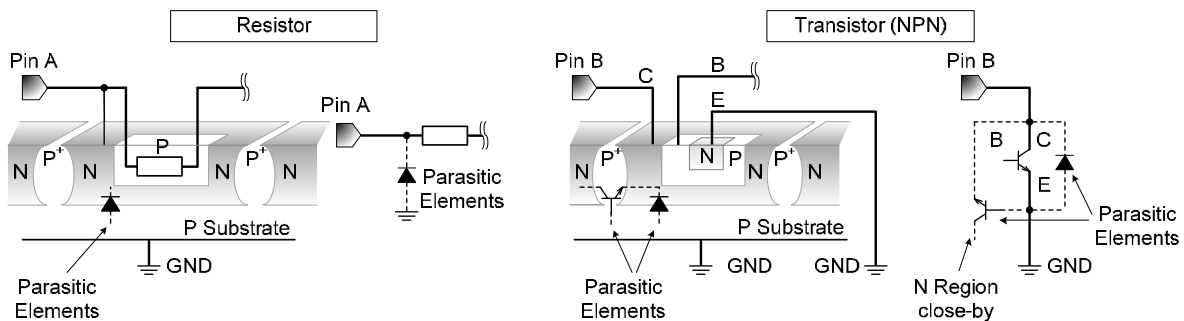 Resistor
Pin A
Pin A
N
P+
N
P
N
P+
N
Parasitic
Elements
P Substrate
GND
Parasitic
Elements
Transistor (NPN)
Pin B
C
B
E
N
P+
N
N
P
N
P+
N
P Substrate
GND
GND
Parasitic
Elements
Pin B
B
C
E
Parasitic
Elements
GND
N Region
close-by